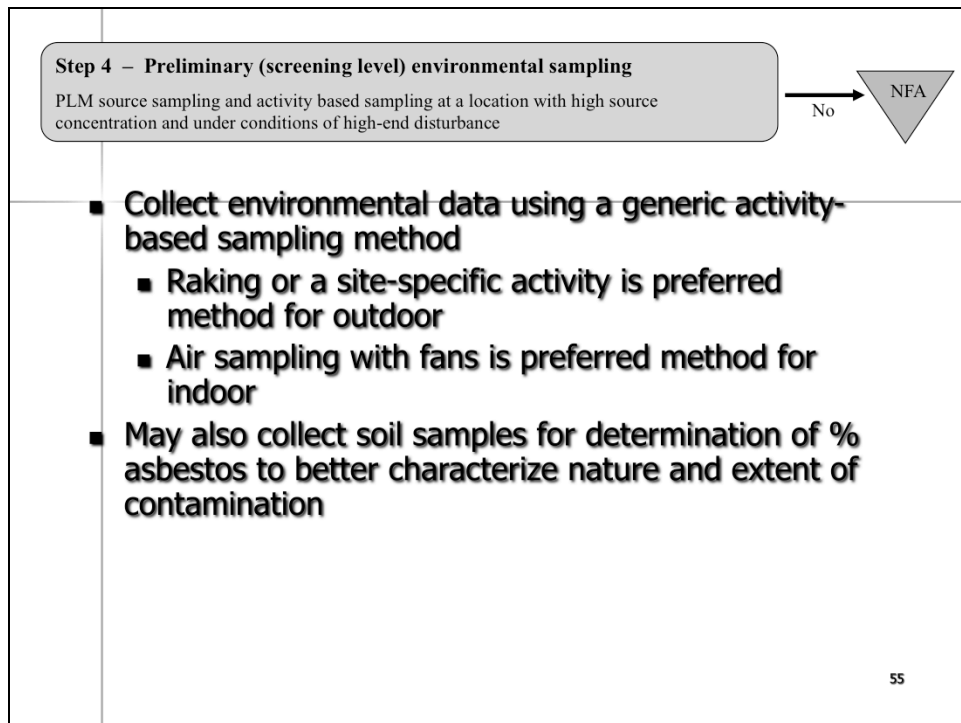 Step 4 – Preliminary (screening level) environmental sampling
PLM source sampling and activity based sampling at a location with high source
concentration and under conditions of high-end disturbance
No
NFA
■ Collect environmental data using a generic activity-
based sampling method
■ Raking or a site-specific activity is preferred
method for outdoor
■ Air sampling with fans is preferred method for
indoor
■ May also collect soil samples for determination of %
asbestos to better characterize nature and extent of
contamination
55